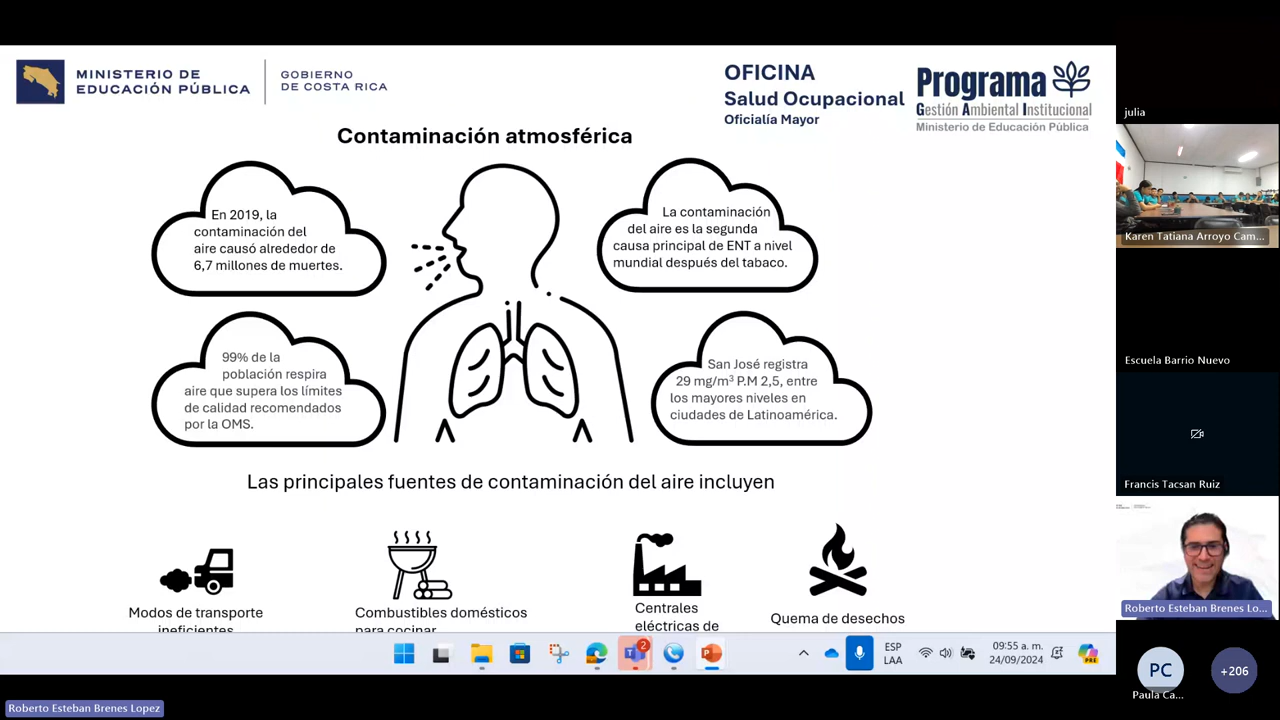 MINISTERIO DE
EDUCACIÓN PÚBLICA
GOBIERNO
DE COSTA RICA
OFICINA
Salud Ocupacional
Oficialía Mayor
Programa
Gestión Ambiental Institucional
Ministerio de Educación Pública
Contaminación atmosférica
En 2019, la
contaminación del
aire causó alrededor de
6,7 millones de muertes.
La contaminación
del aire es la segunda
causa principal de ENT a nivel
mundial después del tabaco.
99% de la
población respira
aire que supera los límites
de calidad recomendados
por la OMS.
San José registra
29 mg/m³ P.M 2,5, entre
los mayores niveles en
ciudades de Latinoamérica.
Las principales fuentes de contaminación del aire incluyen
Modos de transporte
ineficientes
Combustibles domésticos
para cocinar
Centrales
eléctricas de
Quema de desechos
2
PRE
ESP
LAA
09:55 a. m.
24/09/2024
julia
Karen Tatiana Arroyo Cam...
Escuela Barrio Nuevo
Francis Tacsan Ruiz
Roberto Esteban Brenes Lo...
PC
Paula Ca...
+206
Roberto Esteban Brenes Lopez